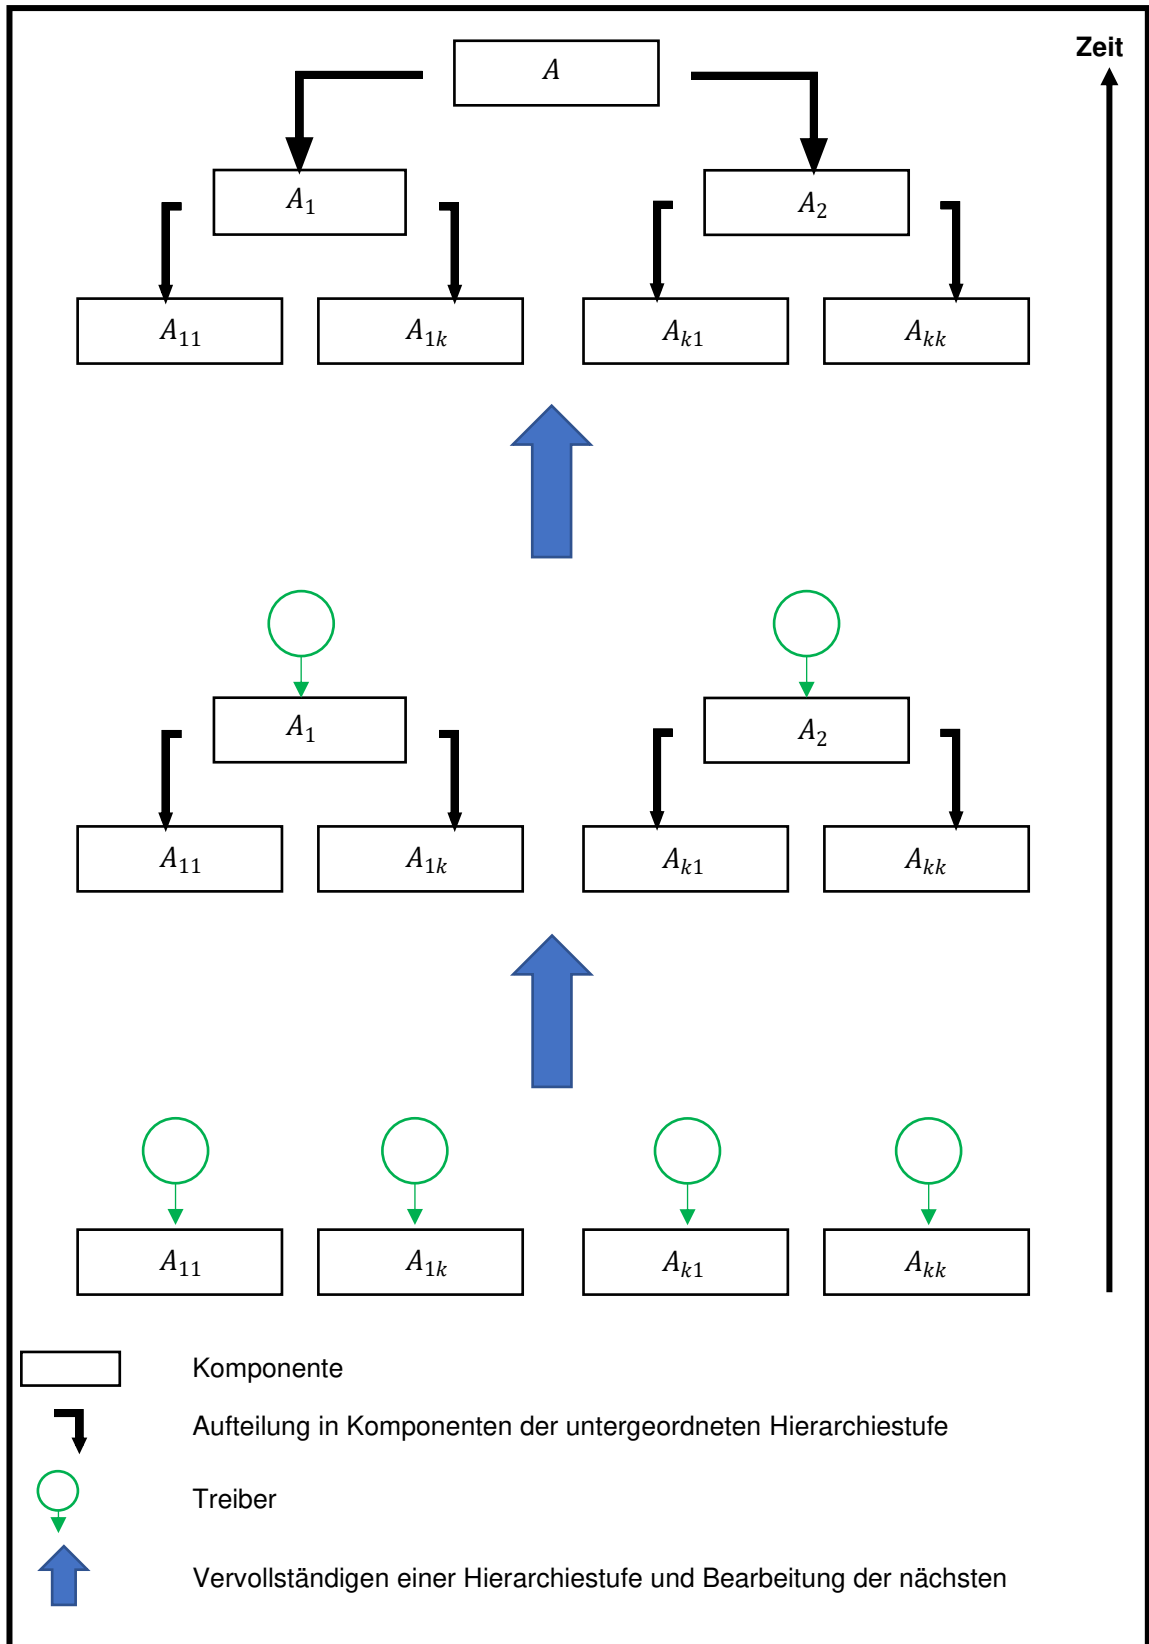 Zeit
A
A₁
A₂
A₁₁
A₁ₖ
Aₖ₁
Aₖₖ
A₁
A₂
A₁₁
A₁ₖ
Aₖ₁
Aₖₖ
A₁₁
A₁ₖ
Aₖ₁
Aₖₖ
Komponente
Aufteilung in Komponenten der untergeordneten Hierarchiestufe
Treiber
Vervollständigen einer Hierarchiestufe und Bearbeitung der nächsten